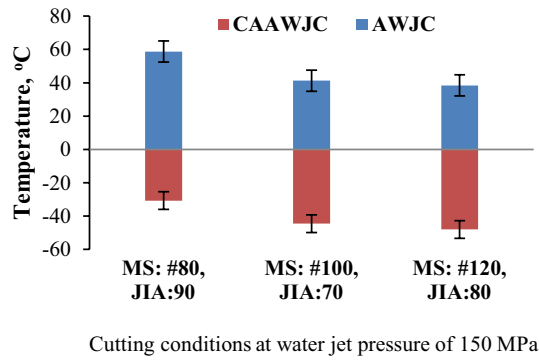 CAAWJC AWJC
Temperature, °C
80
60
40
20
0
-20
-40
-60
MS: #80, MS: #100, MS: #120,
JIA:90 JIA:70 JIA:80
Cutting conditions at water jet pressure of 150 MPa